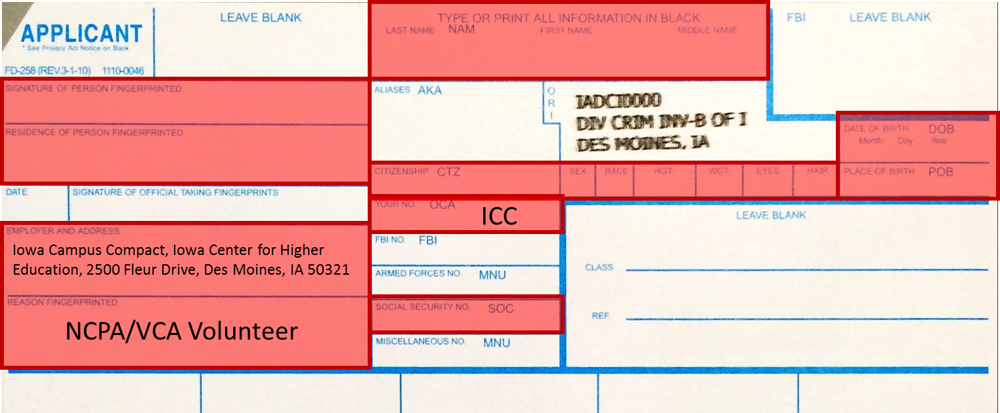 APPLICANT
* See Privacy Act Notice on Back
FD-258 (REV.3-1-10) 1110-0046
LEAVE BLANK
TYPE OR PRINT ALL INFORMATION IN BLACK
LAST NAME NAM FIRST NAME MIDDLE NAME
FBI LEAVE BLANK
SIGNATURE OF PERSON FINGERPRINTED
RESIDENCE OF PERSON FINGERPRINTED
ALIASES AKA
ORI
IADCI0000
DIV CRIM INV-B OF I
DES MOINES, IA
DATE OF BIRTH DOB
Month Day Year
CITIZENSHIP CTZ
SEX RACE HGT. WGT. EYES HAIR
PLACE OF BIRTH POB
DATE SIGNATURE OF OFFICIAL TAKING FINGERPRINTS
YOUR NO. OCA ICC
LEAVE BLANK
EMPLOYER AND ADDRESS
Iowa Campus Compact, Iowa Center for Higher
Education, 2500 Fleur Drive, Des Moines, IA 50321
FBI NO. FBI
ARMED FORCES NO. MNU
CLASS
REASON FINGERPRINTED
NCPA/VCA Volunteer
SOCIAL SECURITY NO. SOC
REF.
MISCELLANEOUS NO. MNU